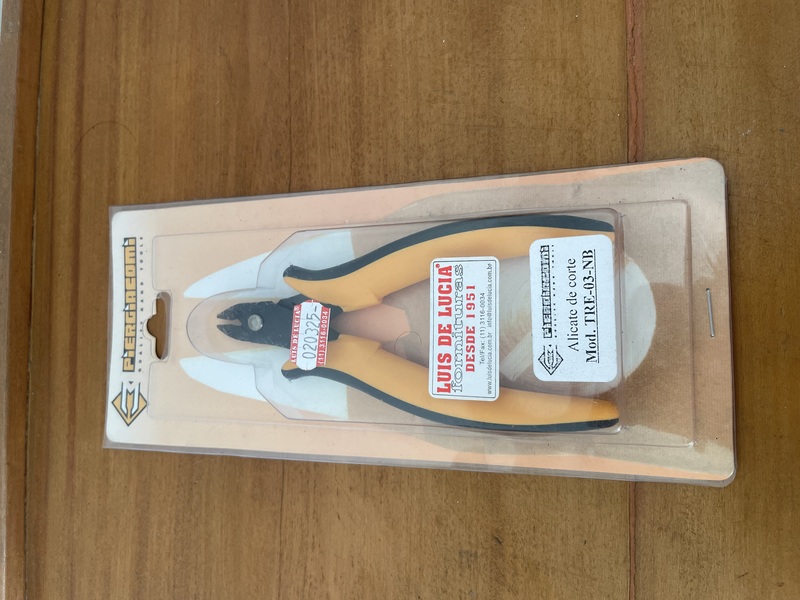 PIERGIACOMI
QUALITY HAND TOOLS
LUIS DE LUCIA®
020325-
(11) 3116-0034
LUIS DE LUCIA®
fornituras
DESDE 1951
Tel/Fax: (11) 3116-0034
www.luisdelucia.com.br info@luisdelucia.com.br
PIERGIACOMI
QUALITY HAND TOOLS
Alicate de corte
Mod. TRE-03-NB